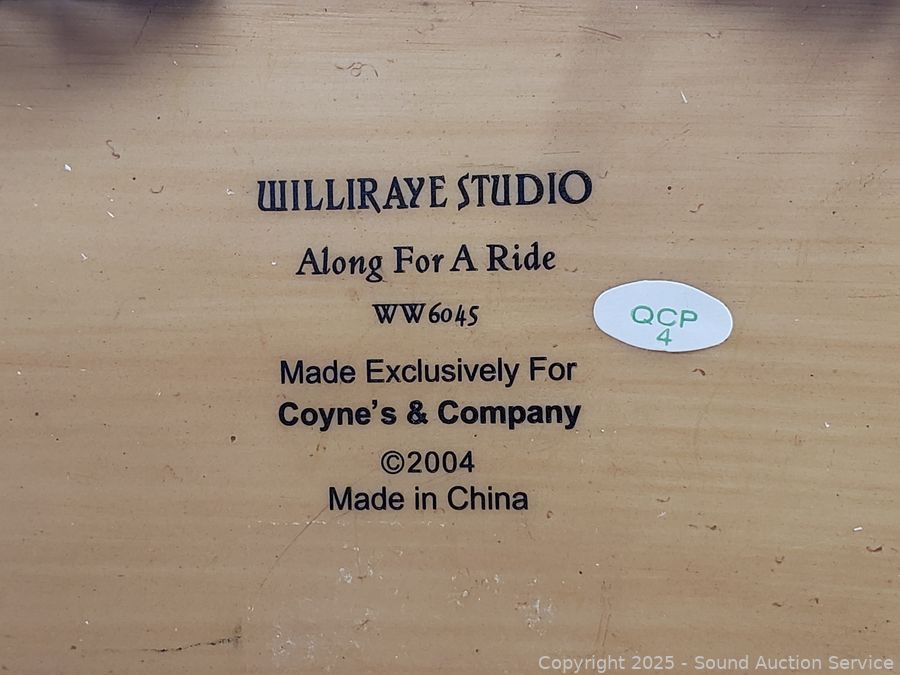 WILLIRAYE STUDIO
Along For A Ride
WW6045
QCP
4
Made Exclusively For
Coyne's & Company
©2004
Made in China
Copyright 2025 - Sound Auction Service